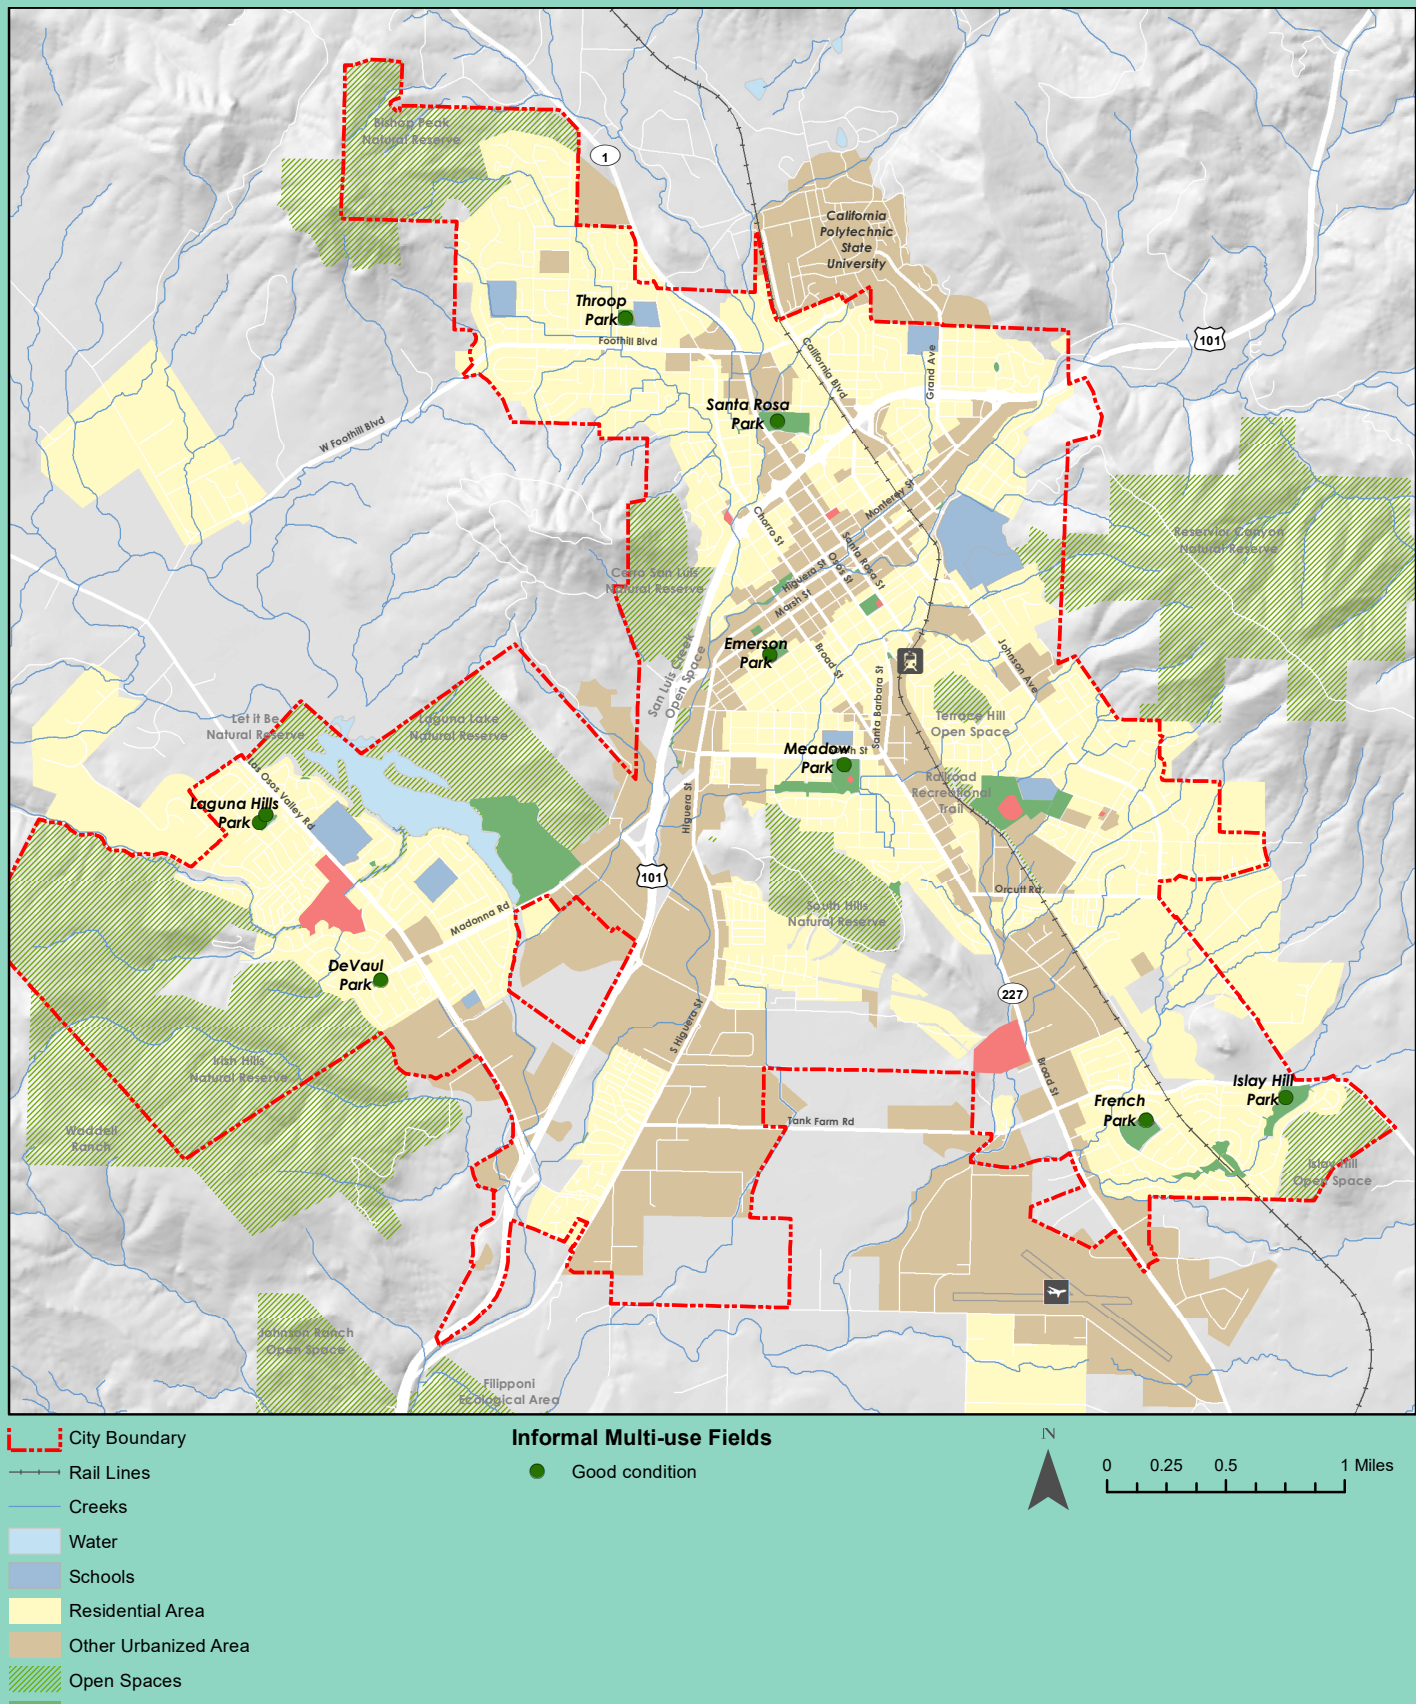 Bishop Peak
Natural Reserve
1
California
Polytechnic
State
University
Throop
Park
Foothill Blvd
101
California Blvd
Grand Ave
Santa Rosa
Park
W Foothill Blvd
Monterey St
Chorro St
Santa Rosa St
Osos St
Higuera St
Marsh St
Reservior Canyon
Natural Reserve
Cerro San Luis
Natural Reserve
Emerson
Park
Broad St
Johnson Ave
San Luis Creek
Open Space
Santa Barbara St
Terrace Hill
Open Space
Let it Be
Natural Reserve
Laguna Lake
Natural Reserve
Meadow
Park
South St
Los Osos Valley Rd
Railroad
Recreational
Trail
Laguna Hills
Park
Higuera St
101
Orcutt Rd
Madonna Rd
South Hills
Natural Reserve
DeVaul
Park
227
S Higuera St
Irish Hills
Natural Reserve
Broad St
Islay Hill
Park
French
Park
Tank Farm Rd
Waddell
Ranch
Islay Hill
Open Space
Johnson Ranch
Open Space
Filipponi
Ecological Area
City Boundary
Rail Lines
Creeks
Water
Schools
Residential Area
Other Urbanized Area
Open Spaces
Informal Multi-use Fields
Good condition
N
0 0.25 0.5 1 Miles